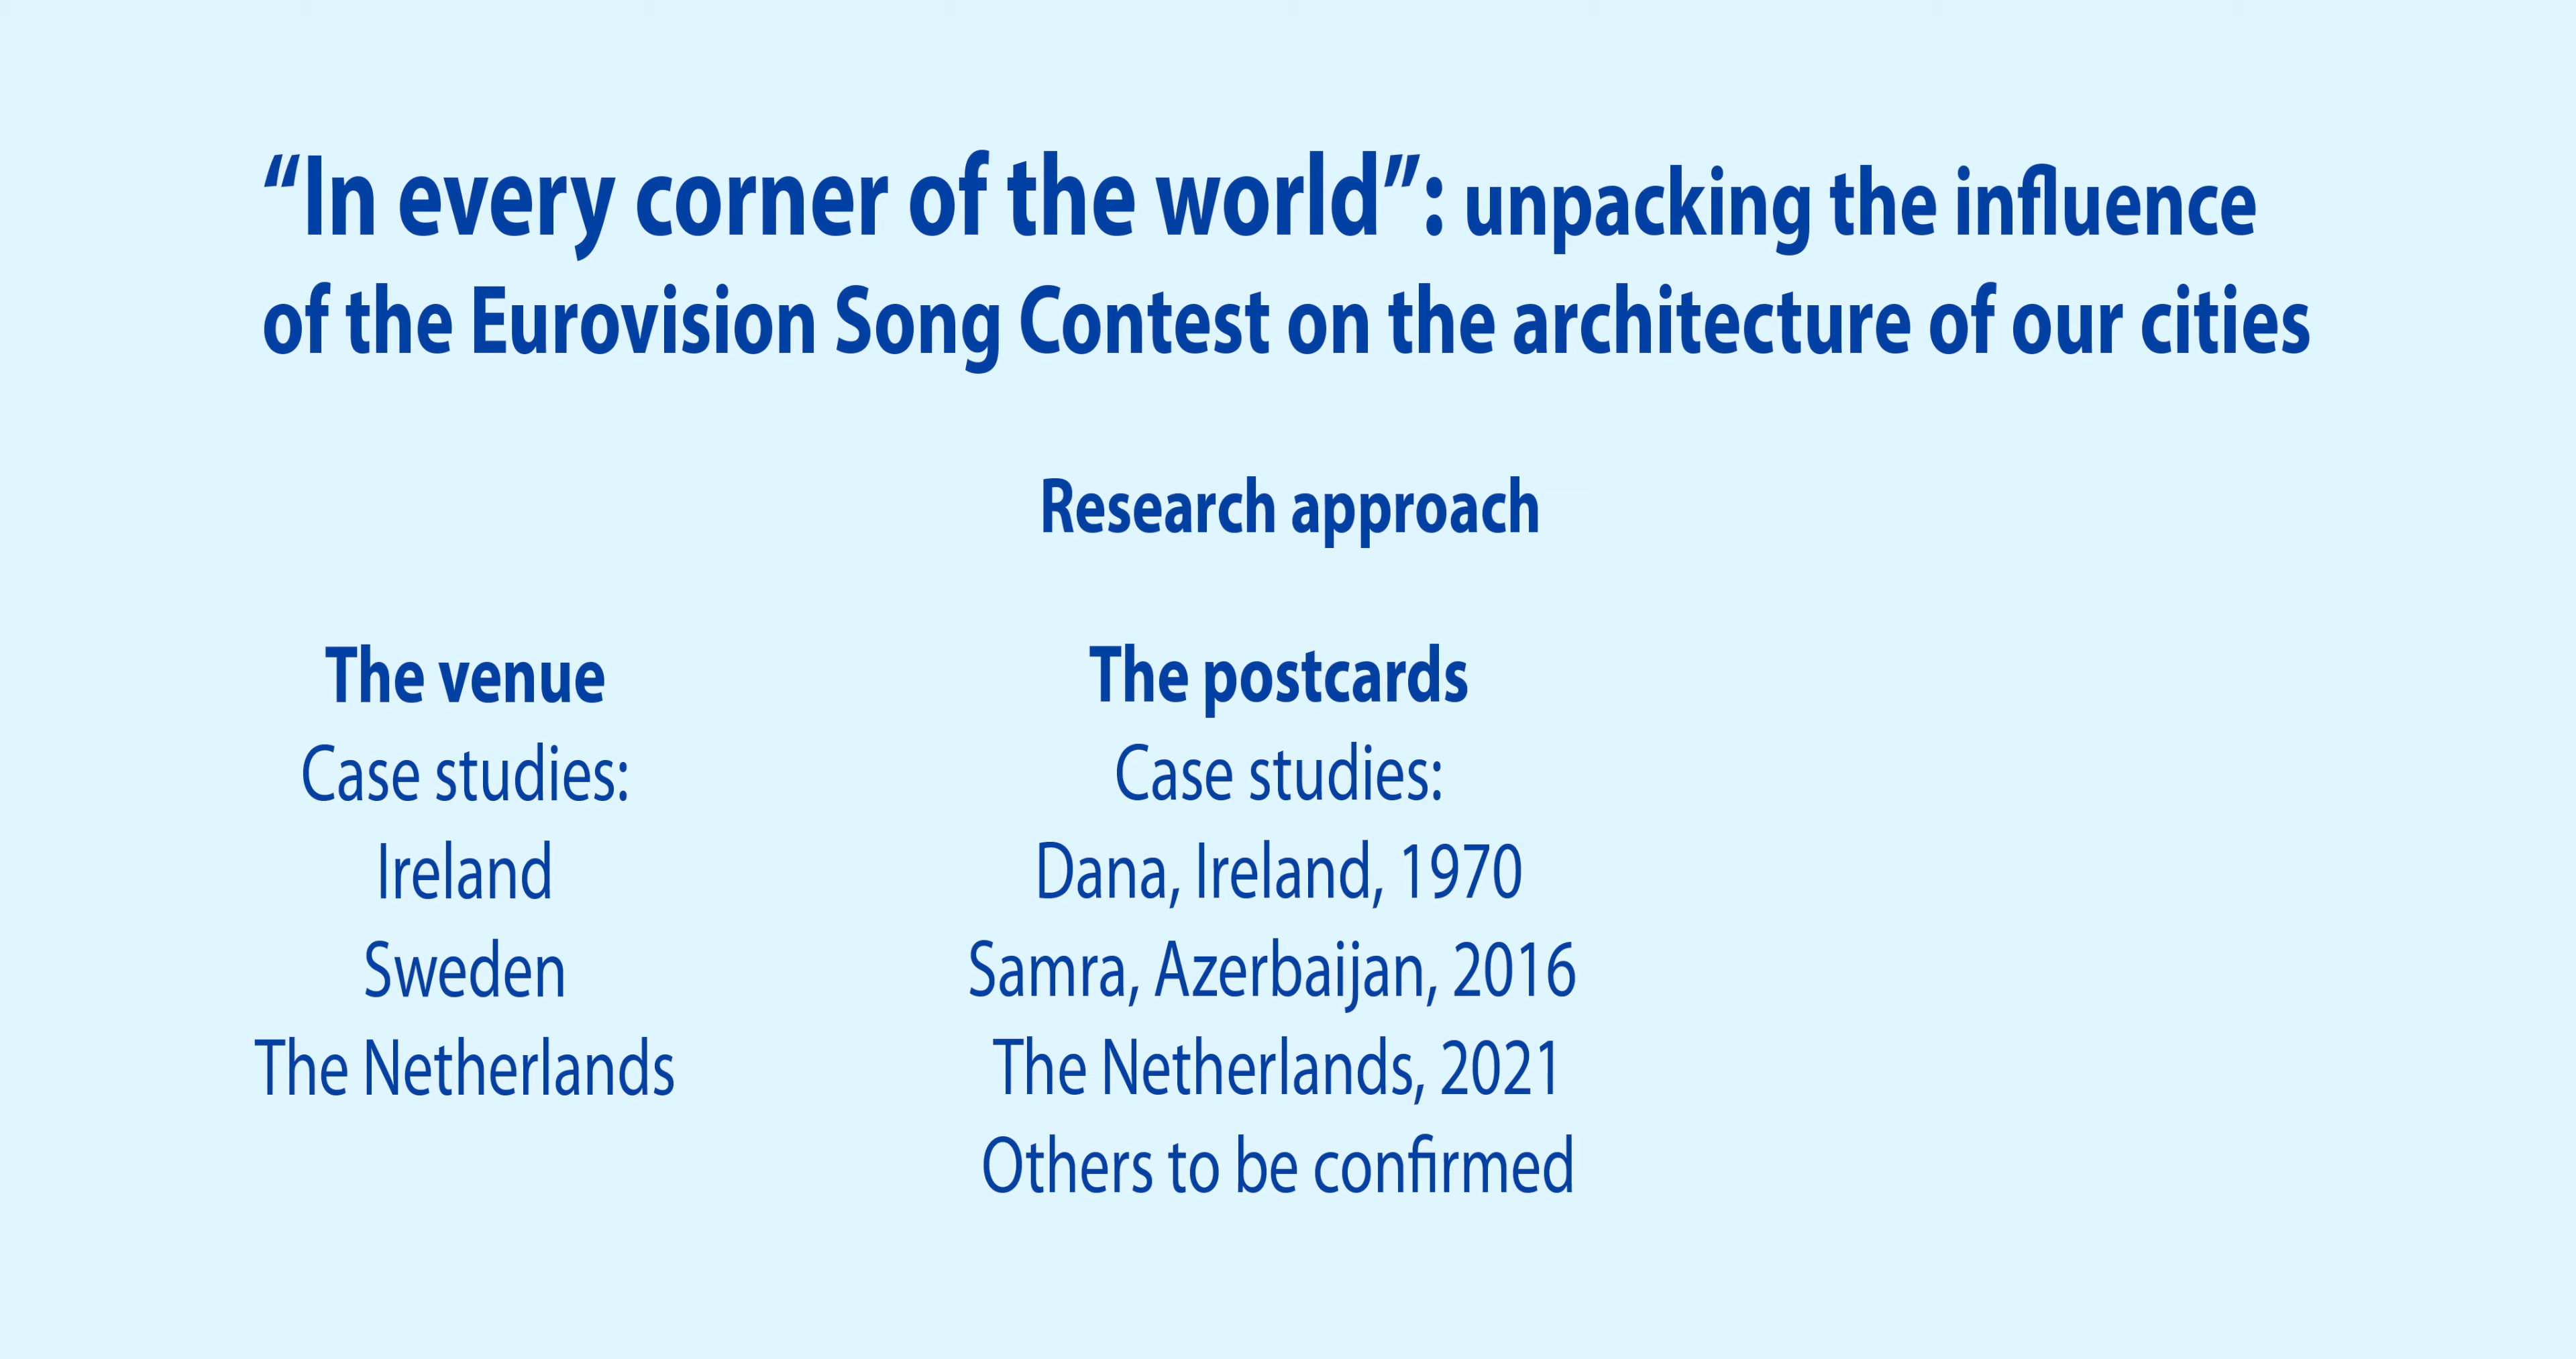 “In every corner of the world”: unpacking the influence
of the Eurovision Song Contest on the architecture of our cities
Research approach
The venue
Case studies:
Ireland
Sweden
The Netherlands
The postcards
Case studies:
Dana, Ireland, 1970
Samra, Azerbaijan, 2016
The Netherlands, 2021
Others to be confirmed